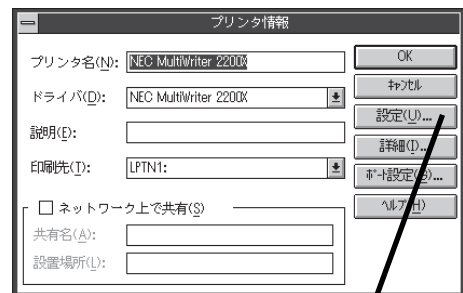 プリンタ情報
プリンタ名(N): NEC MultiWriter 2200X
ドライバ(D): NEC MultiWriter 2200X
説明(E):
印刷先(T): LPTN1:
ネットワーク上で共有(S)
共有名(A):
設置場所(L):
OK
キャンセル
設定(U)...
詳細(I)...
ポート設定(G)...
ヘルプ(H)